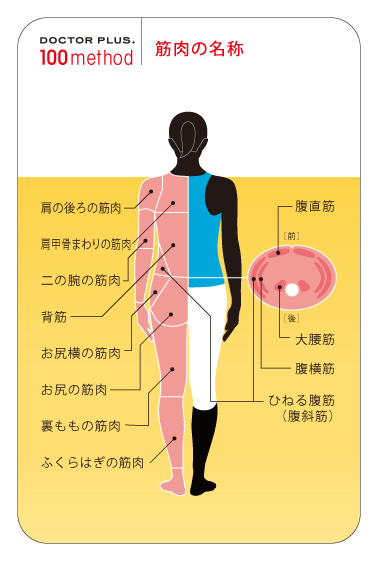 DOCTOR PLUS+
100method
筋肉の名称
肩の後ろの筋肉
肩甲骨まわりの筋肉
二の腕の筋肉
背筋
お尻横の筋肉
お尻の筋肉
裏ももの筋肉
ふくらはぎの筋肉
腹直筋
［前］
［後］
大腰筋
腹横筋
ひねる腹筋
（腹斜筋）